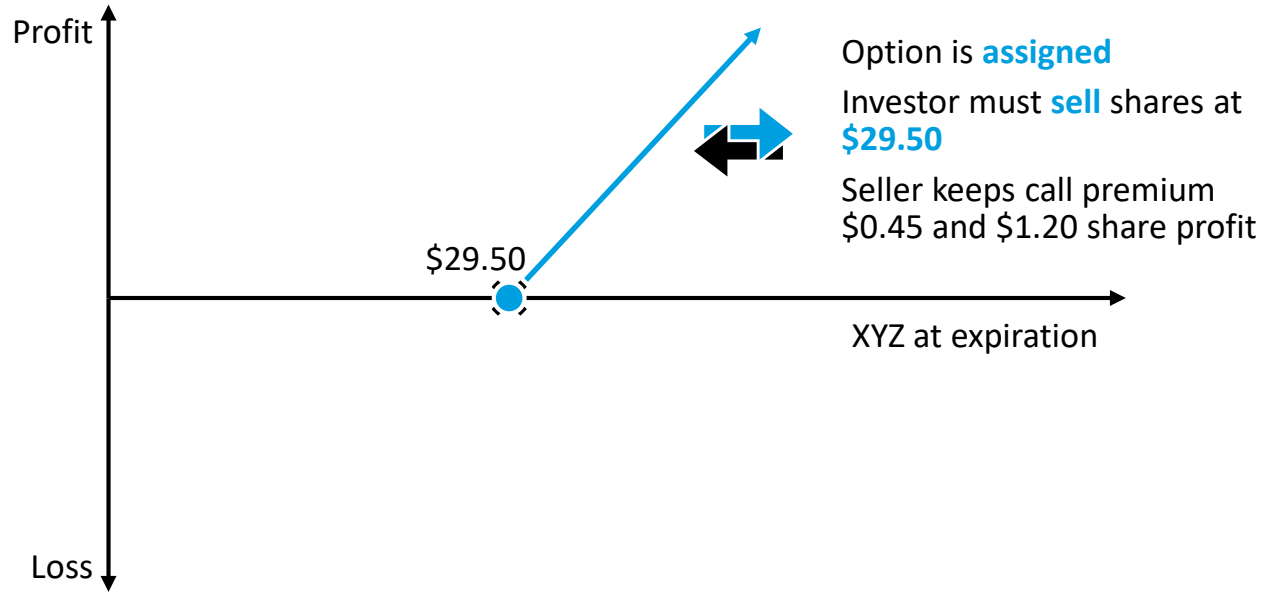 Profit
Option is assigned
Investor must sell shares at
$29.50
Seller keeps call premium
$0.45 and $1.20 share profit
$29.50
XYZ at expiration
Loss